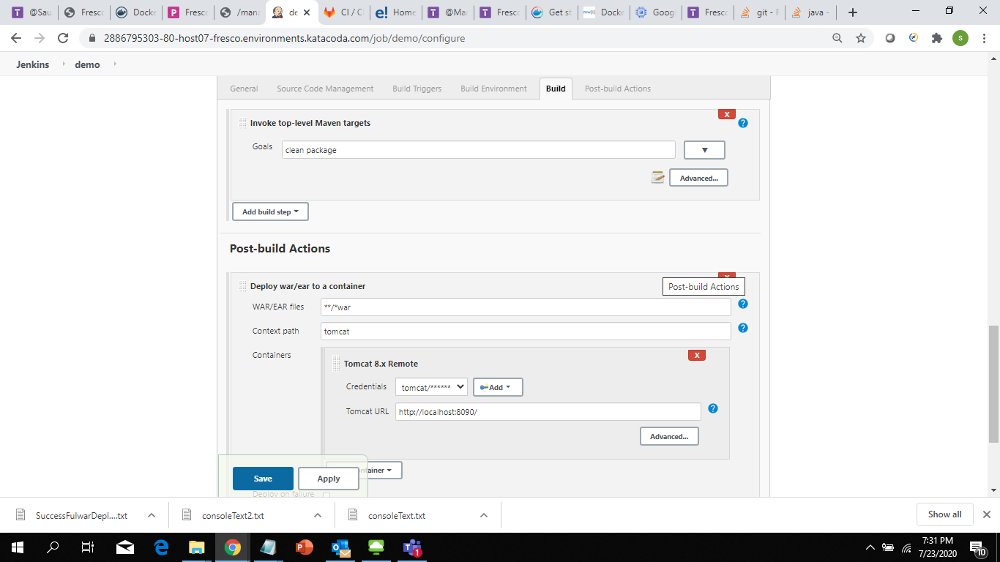 @Sau
Fresco
Docke
Fresco
/mana
de
CI / C
Home
@Mar
Fresco
Get st
Docke
Goog
Fresco
git - F
java -
2886795303-80-host07-fresco.environments.katacoda.com/job/demo/configure
s
Jenkins
demo
General
Source Code Management
Build Triggers
Build Environment
Build
Post-build Actions
X
Invoke top-level Maven targets
?
Goals
clean package
Advanced...
Add build step
Post-build Actions
Deploy war/ear to a container
Post-build Actions
WAR/EAR files
**/*war
?
Context path
tomcat
?
Containers
X
Tomcat 8.x Remote
Credentials
tomcat/******
Add
Tomcat URL
http://localhost:8090/
?
Advanced...
ntainer
Save
Apply
Deploy on failure
SuccessFulwarDepl....txt
consoleText2.txt
consoleText.txt
Show all
7:31 PM
7/23/2020
1
10